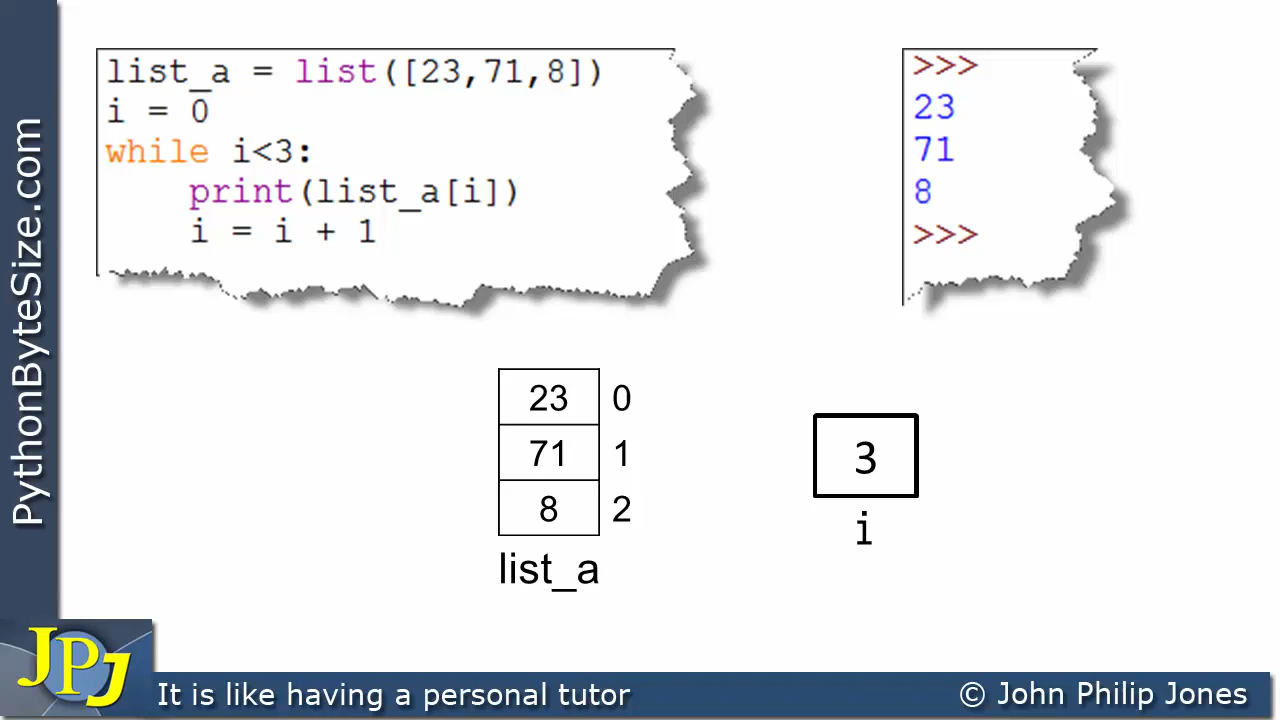 list_a = list([23,71,8])
i = 0
while i<3:
    print(list_a[i])
    i = i + 1
>>>
23
71
8
>>>
23 0
71 1
8 2
list_a
3
i
PythonByteSize.com
JPJ
It is like having a personal tutor
© John Philip Jones